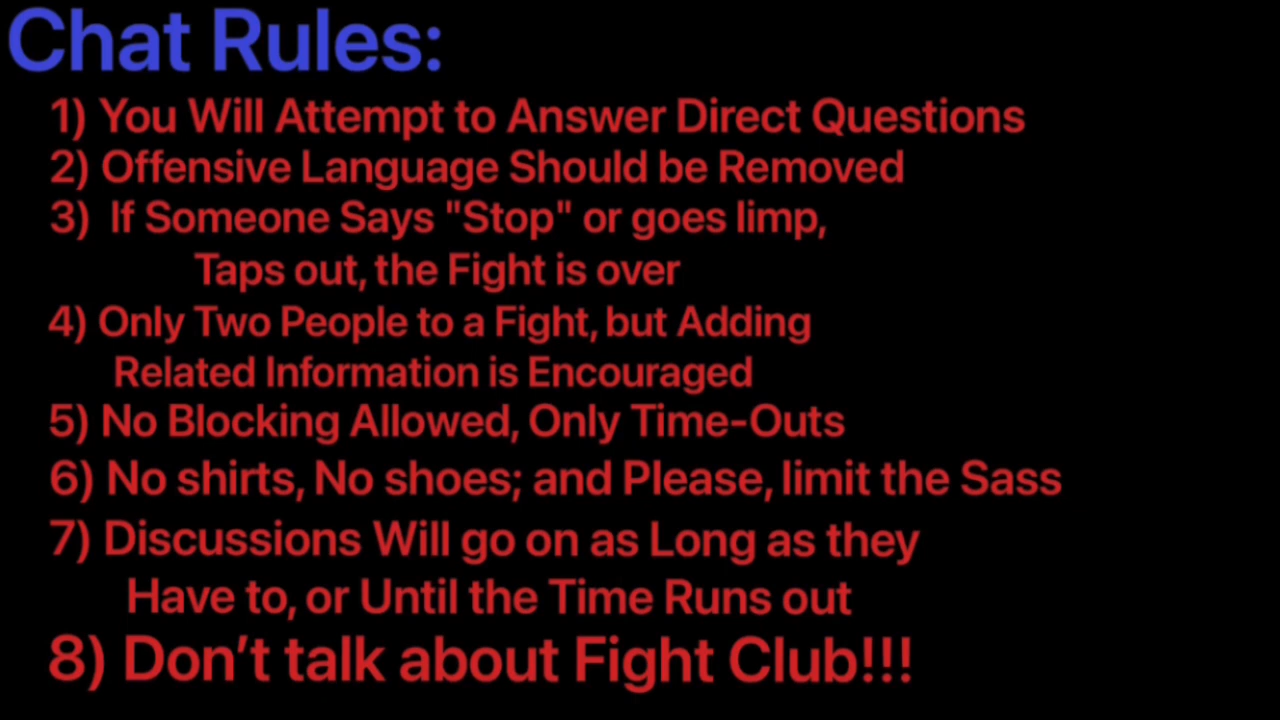 Chat Rules:
1) You Will Attempt to Answer Direct Questions
2) Offensive Language Should be Removed
3) If Someone Says "Stop" or goes limp,
Taps out, the Fight is over
4) Only Two People to a Fight, but Adding
Related Information is Encouraged
5) No Blocking Allowed, Only Time-Outs
6) No shirts, No shoes; and Please, limit the Sass
7) Discussions Will go on as Long as they
Have to, or Until the Time Runs out
8) Don’t talk about Fight Club!!!